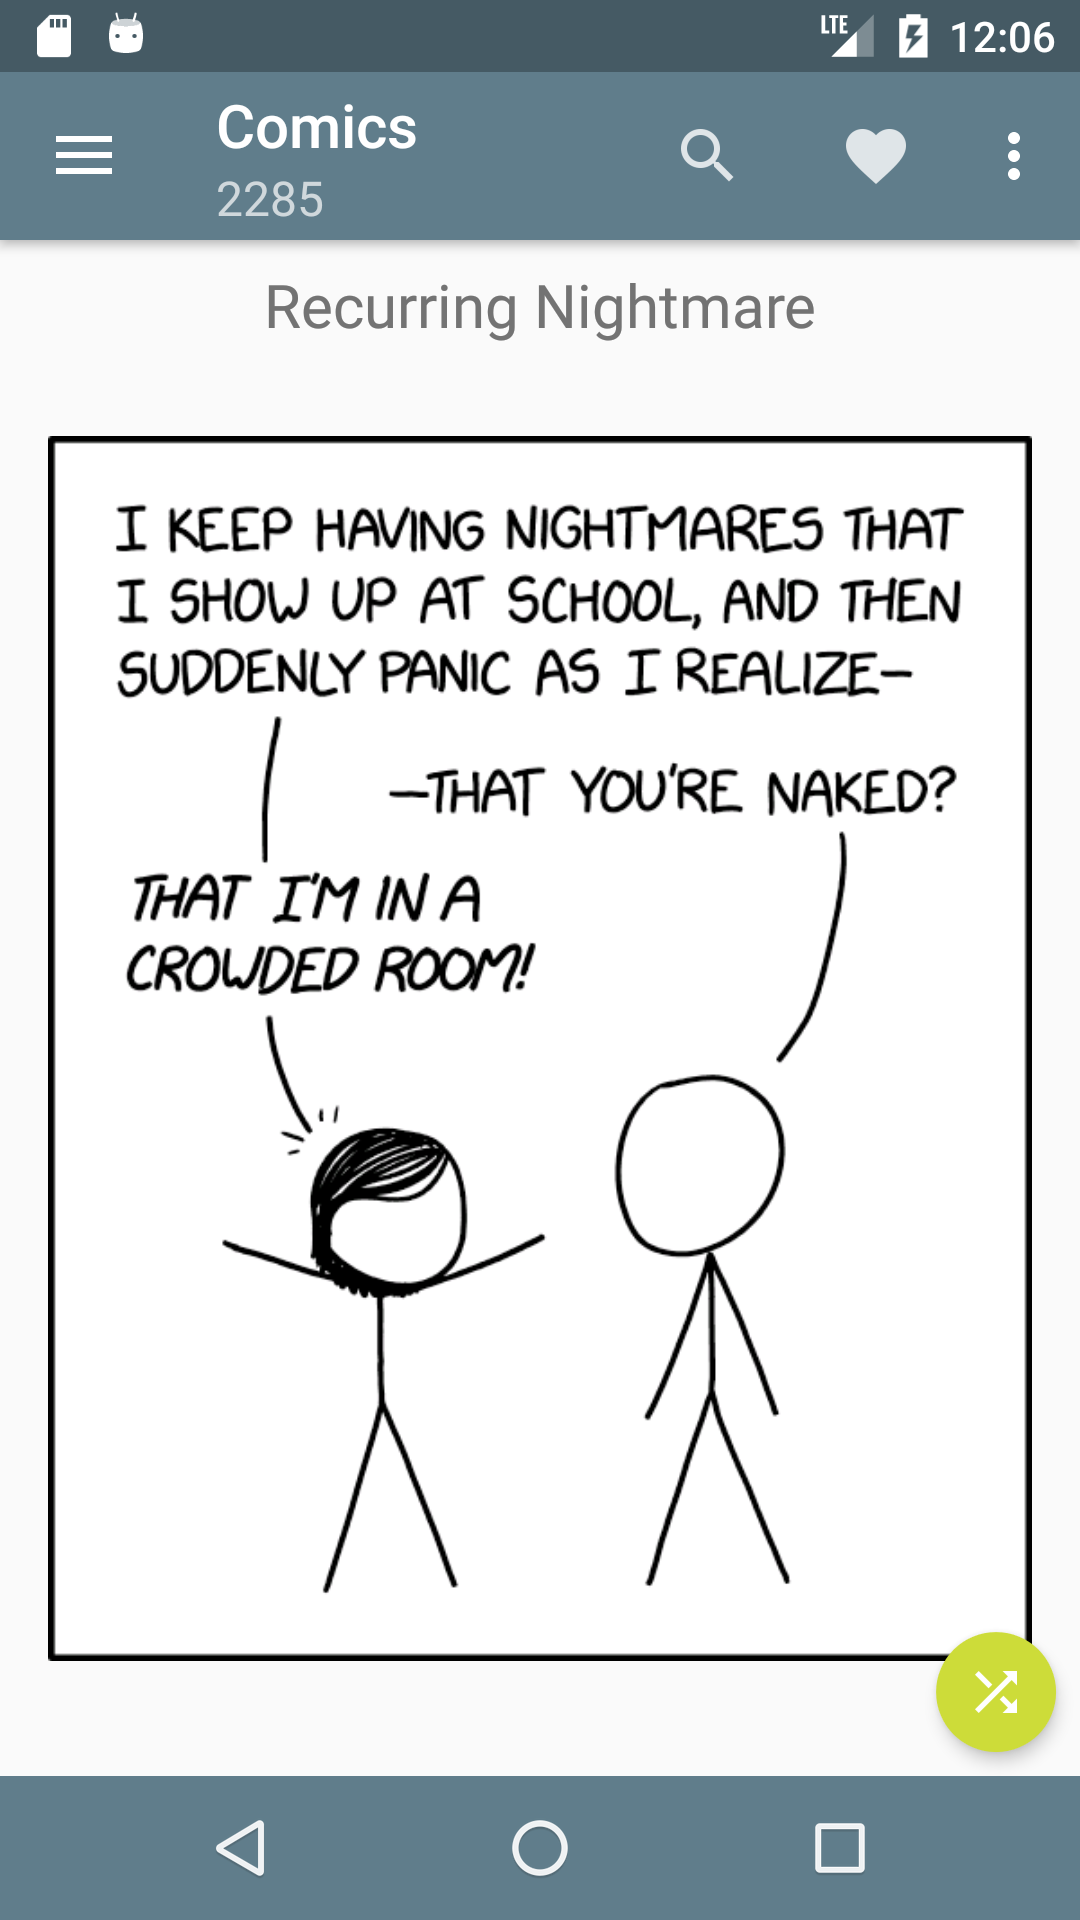 LTE
12:06
Comics
2285
Recurring Nightmare
I KEEP HAVING NIGHTMARES THAT
I SHOW UP AT SCHOOL, AND THEN
SUDDENLY PANIC AS I REALIZE—
—THAT YOU'RE NAKED?
THAT I'M IN A
CROWDED ROOM!